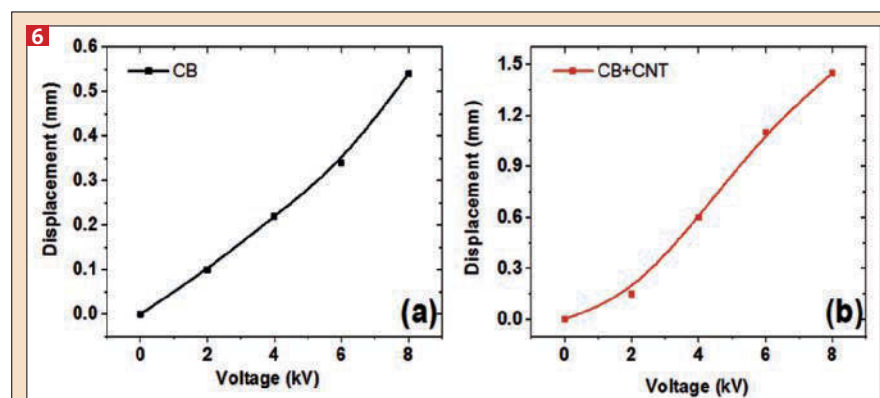 6
CB
Displacement (mm)
0.6
0.5
0.4
0.3
0.2
0.1
0.0
0 2 4 6 8
Voltage (kV)
(a)
CB+CNT
Displacement (mm)
1.5
1.2
0.9
0.6
0.3
0.0
0 2 4 6 8
Voltage (kV)
(b)